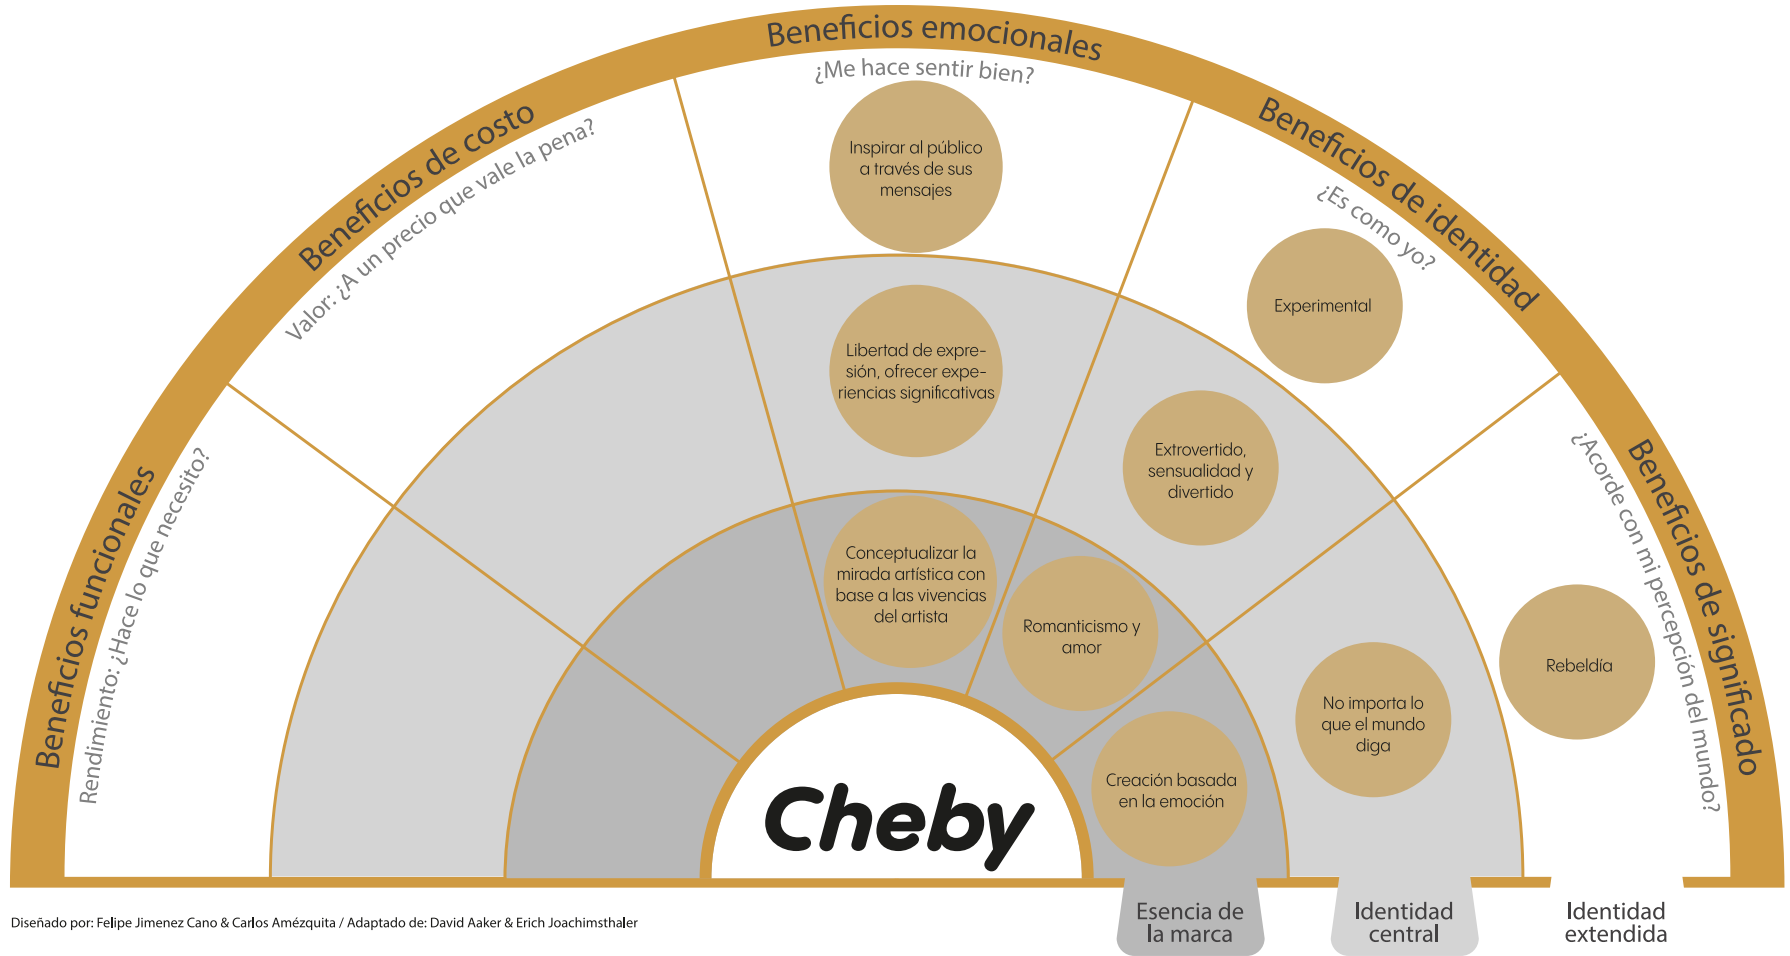 Beneficios funcionales
Rendimiento: ¿Hace lo que necesito?
Beneficios de costo
Valor: ¿A un precio que vale la pena?
Beneficios emocionales
¿Me hace sentir bien?
Inspirar al público
a través de sus
mensajes
Libertad de expre-
sión, ofrecer expe-
riencias significativas
Conceptualizar la
mirada artística con
base a las vivencias
del artista
Beneficios de identidad
¿Es como yo?
Experimental
Extrovertido,
sensualidad y
divertido
Romanticismo y
amor
Beneficios de significado
¿Acorde con mi percepción del mundo?
Rebeldía
No importa lo
que el mundo
diga
Creación basada
en la emoción
Cheby
Esencia de
la marca
Identidad
central
Identidad
extendida
Diseñado por: Felipe Jimenez Cano & Carlos Amézquita / Adaptado de: David Aaker & Erich Joachimsthaler